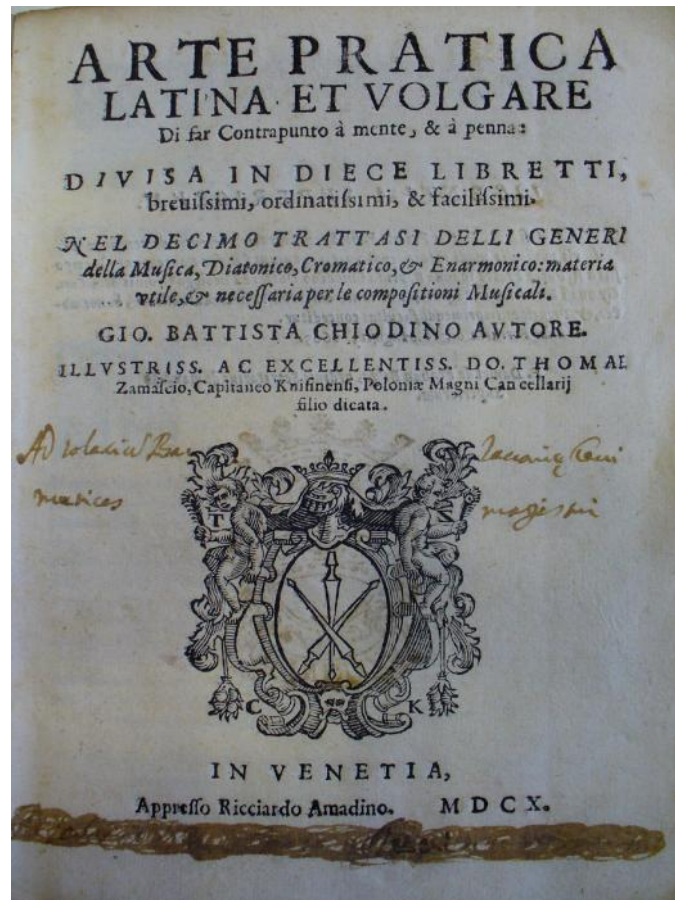 ARTE PRATICA
LATINA ET VOLGARE
Di far Contrapunto à mente, & à penna:
DIVISA IN DIECE LIBRETTI,
breuiſſimi, ordinatiſsimi, & faciliſſimi.
NEL DECIMO TRATTASI DELLI GENERI
della Muſica, Diatonico, Cromatico, & Enarmonico: materia
vtile, & neceſſaria per le compoſitioni Muſicali.
GIO. BATTISTA CHIODINO AVTORE.
ILLVSTRISS. AC EXCELLENTISS. DO. THOMAE
Zamaſcio, Capitaneo Kniſinenſi, Poloniæ Magni Cancellarij
filio dicata.
Ad
magistri
T
C K
IN VENETIA,
Appreſſo Ricciardo Amadino. MDCX.